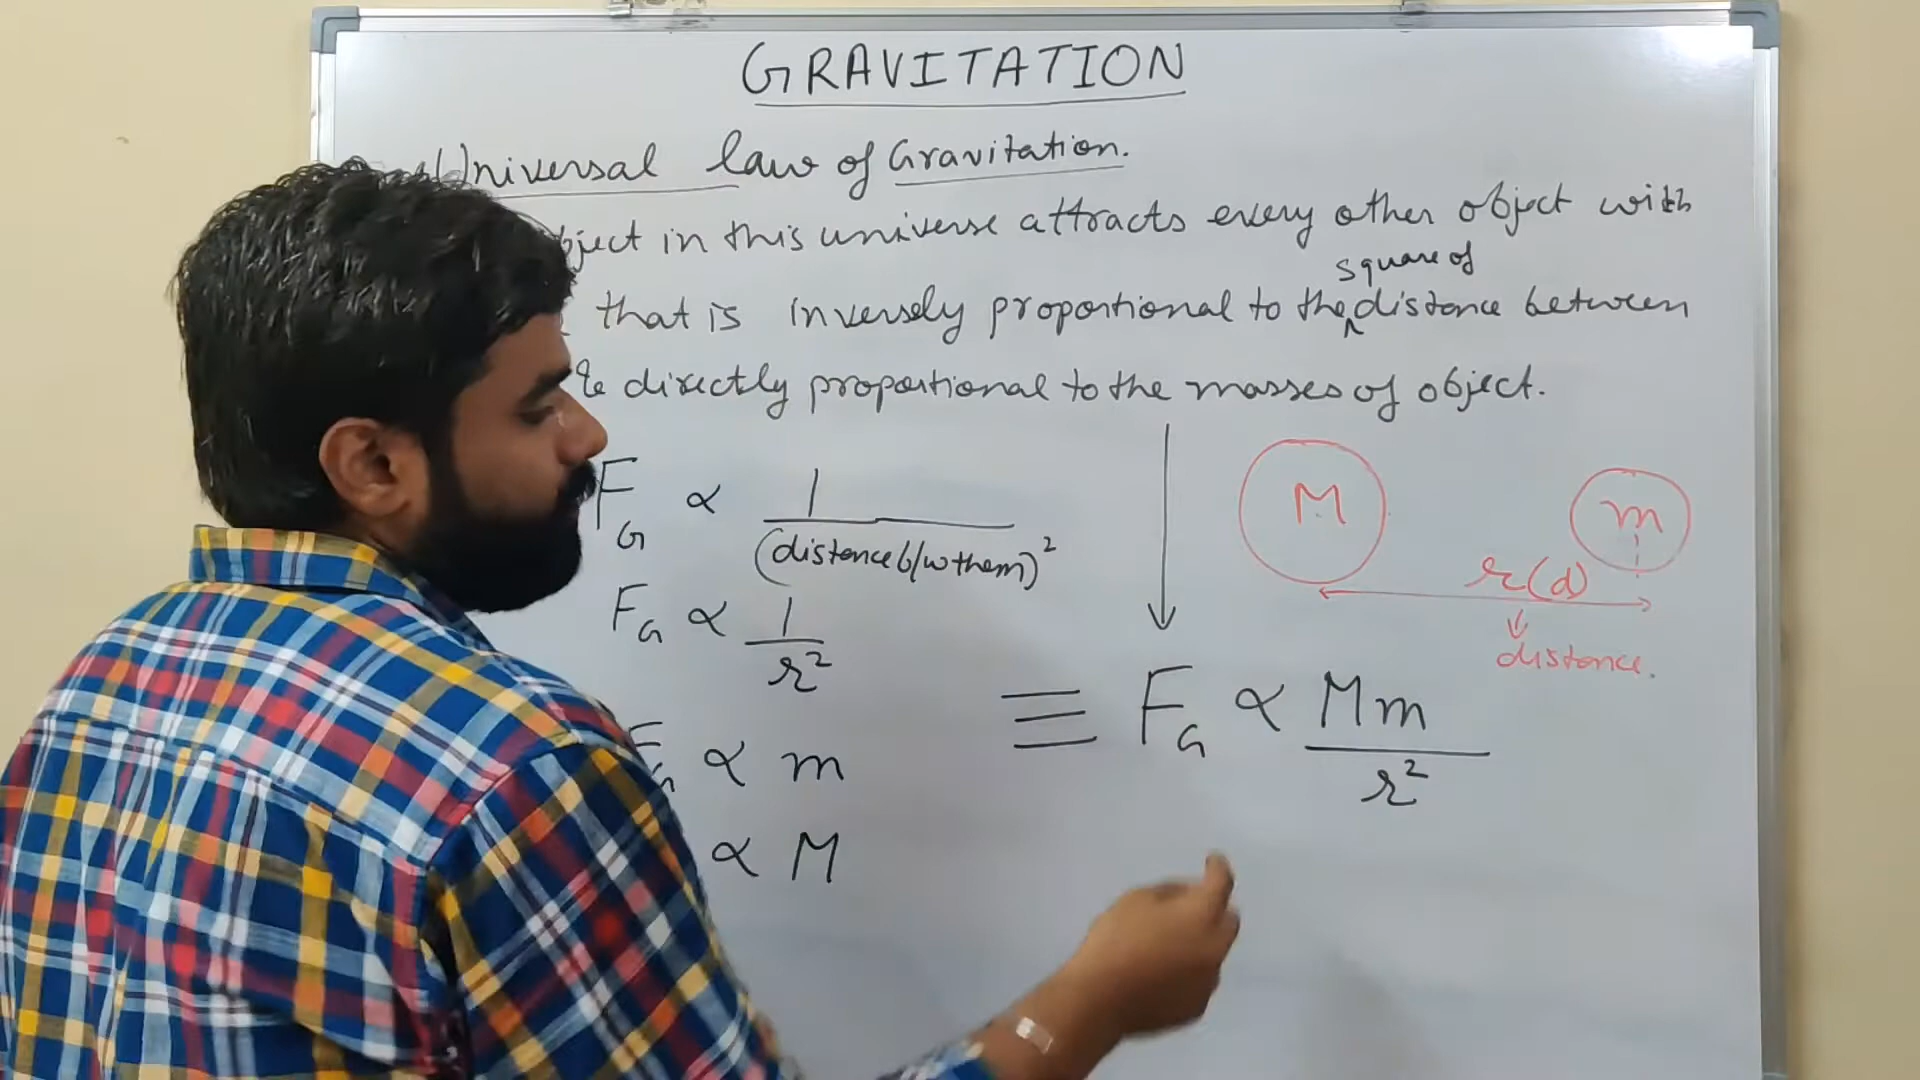 GRAVITATION
Universal law of Gravitation.
in this universe attracts every other object with
square of
that is inversely proportional to the ^ distance between
& directly proportional to the masses of object.
F_G ∝ 1 / (distance b/w them)²
F_G ∝ 1 / r²
∝ m
∝ M
M
m
r(d)
distance.
≡ F_G ∝ Mm / r²